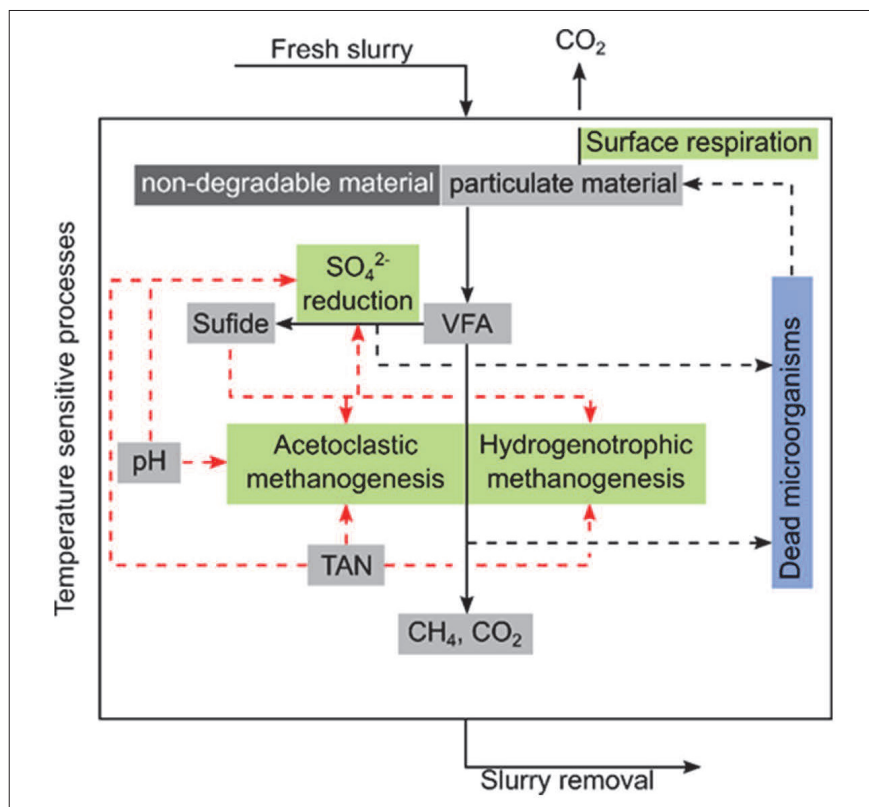 Fresh slurry
CO₂
Surface respiration
non-degradable material
particulate material
Temperature sensitive processes
SO₄²⁻
reduction
Sufide
VFA
Dead microorganisms
Acetoclastic
methanogenesis
Hydrogenotrophic
methanogenesis
pH
TAN
CH₄, CO₂
Slurry removal